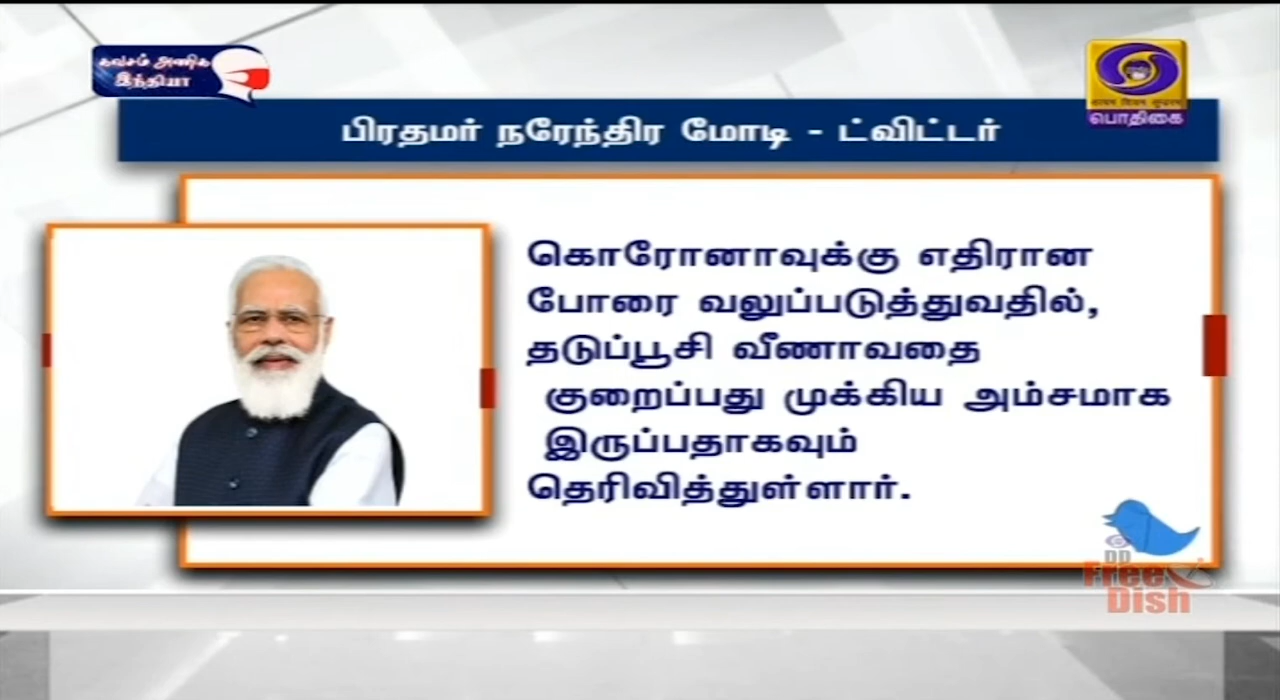 கவசம் அணிக
இந்தியா
பொதிகை
பிரதமர் நரேந்திர மோடி - ட்விட்டர்
கொரோனாவுக்கு எதிரான
போரை வலுப்படுத்துவதில்,
தடுப்பூசி வீணாவதை
குறைப்பது முக்கிய அம்சமாக
இருப்பதாகவும்
தெரிவித்துள்ளார்.
DD
Free
Dish